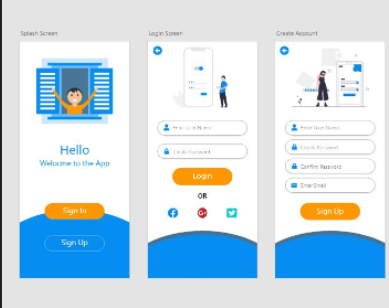 Splash Screen
Hello
Welcome to the App
Sign In
Sign Up
Login Screen
Enter User Name
Create Password
Login
OR
Create Account
Enter User Name
Create Password
Confirm Password
Enter Email
Sign Up